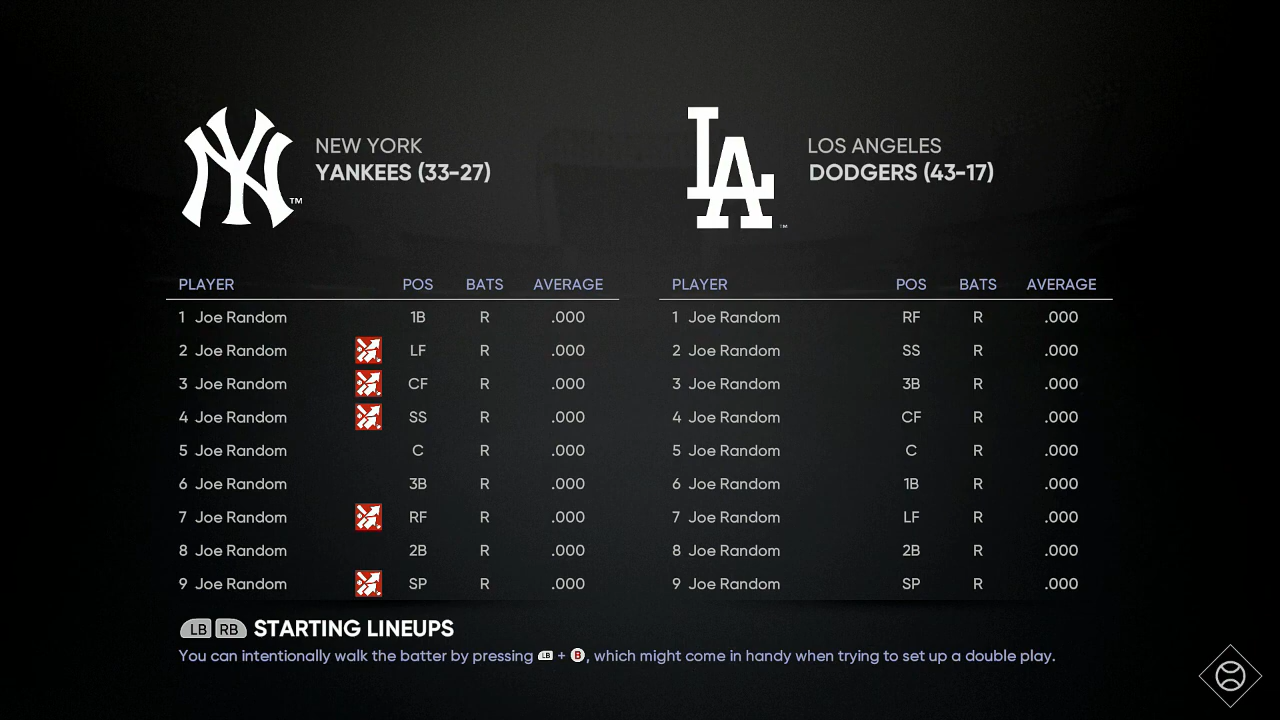 NEW YORK
YANKEES (33-27)
LOS ANGELES
DODGERS (43-17)
PLAYER POS BATS AVERAGE
1 Joe Random 1B R .000
2 Joe Random LF R .000
3 Joe Random CF R .000
4 Joe Random SS R .000
5 Joe Random C R .000
6 Joe Random 3B R .000
7 Joe Random RF R .000
8 Joe Random 2B R .000
9 Joe Random SP R .000
PLAYER POS BATS AVERAGE
1 Joe Random RF R .000
2 Joe Random SS R .000
3 Joe Random 3B R .000
4 Joe Random CF R .000
5 Joe Random C R .000
6 Joe Random 1B R .000
7 Joe Random LF R .000
8 Joe Random 2B R .000
9 Joe Random SP R .000
LB RB STARTING LINEUPS
You can intentionally walk the batter by pressing LB + B, which might come in handy when trying to set up a double play.
NY TM
LA TM